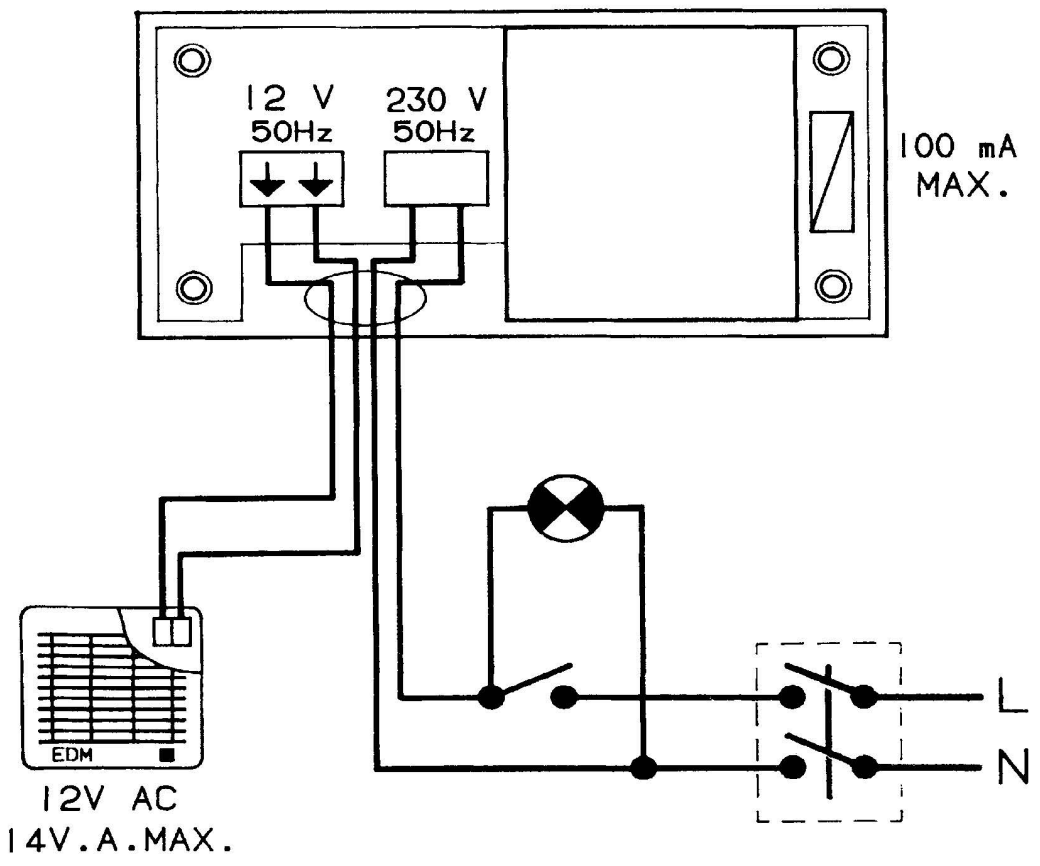 12 V
50Hz
230 V
50Hz
100 mA
MAX.
L
N
EDM
12V AC
14V.A.MAX.